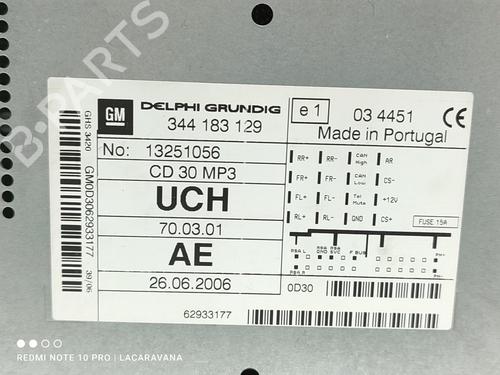 GM DELPHI GRUNDIG
344 183 129
e1 03 4451 CE
Made in Portugal
No: 13251056
CD 30 MP3
UCH
70.03.01
AE
26.06.2006
62933177
GHS 3420
GM0D3062933177
39/06
RR+ RR- CAN High AR
FR+ FR- CAN Low CS-
FL+ FL- Tel Mute +12V
RL+ RL- GND CS+
FUSE 15A
0D30
B-PARTS
REDMI NOTE 10 PRO | LACARAVANA